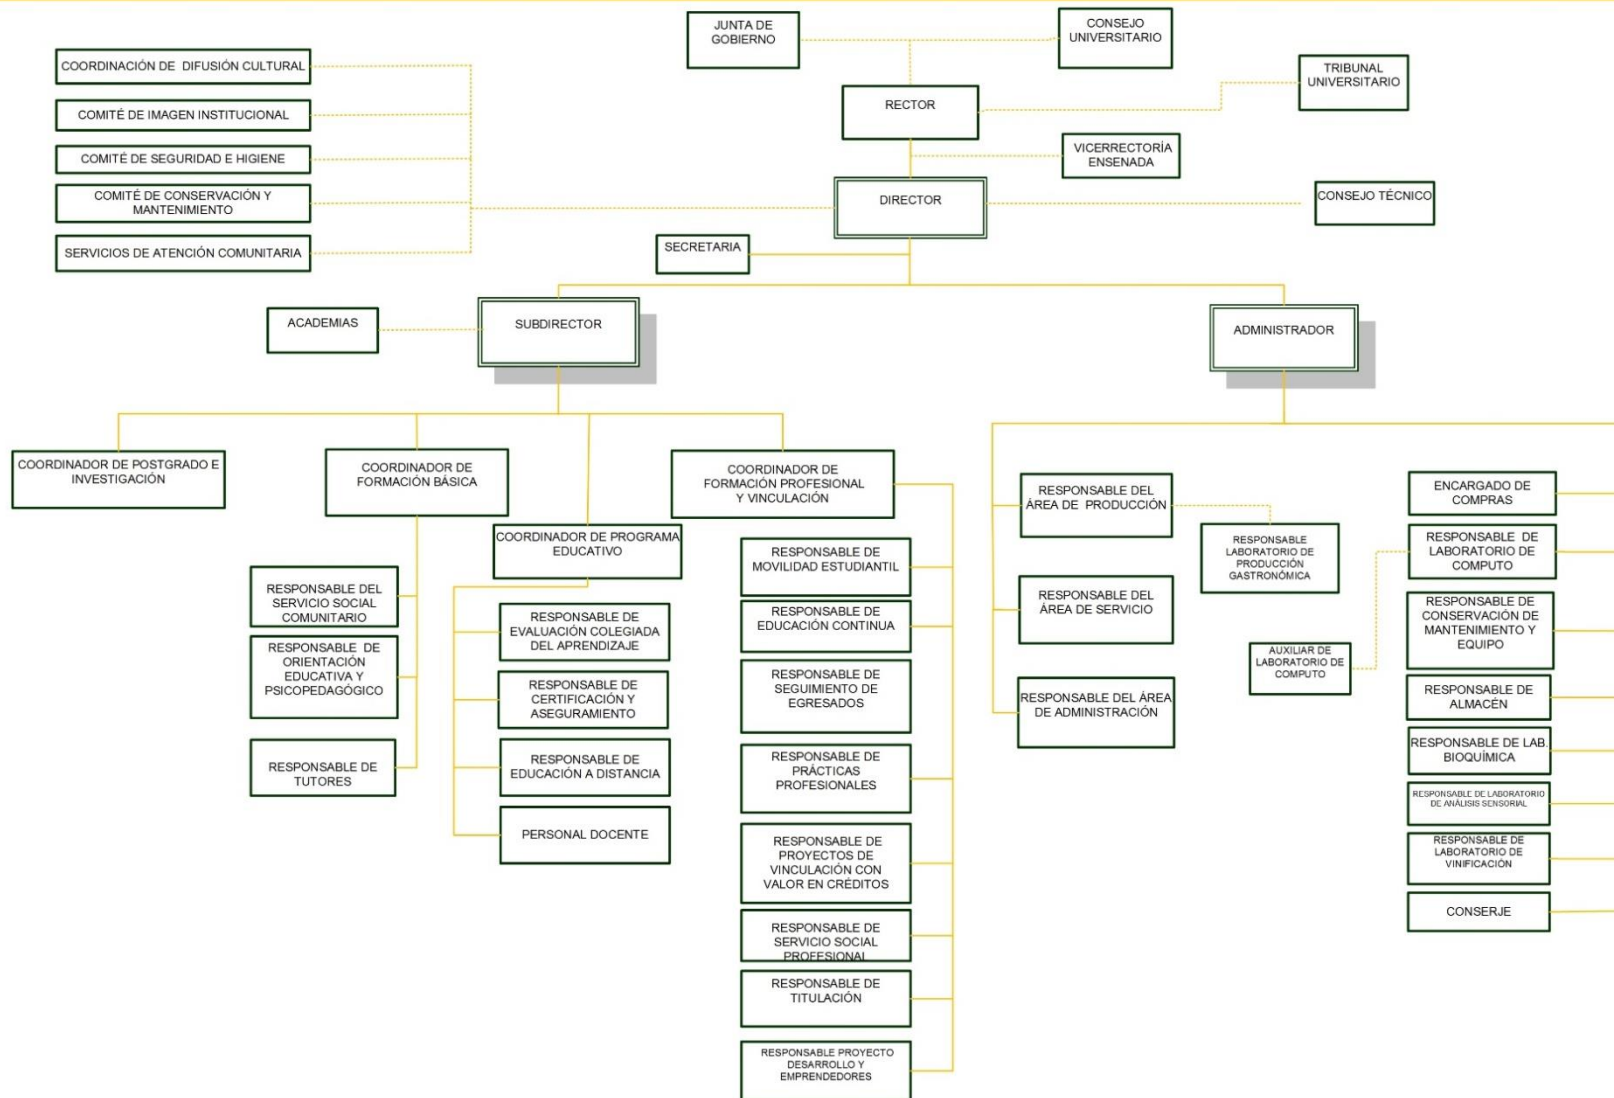 JUNTA DE
GOBIERNO
CONSEJO
UNIVERSITARIO
COORDINACIÓN DE DIFUSIÓN CULTURAL
TRIBUNAL
UNIVERSITARIO
COMITÉ DE IMAGEN INSTITUCIONAL
RECTOR
COMITÉ DE SEGURIDAD E HIGIENE
VICERRECTORÍA
ENSENADA
COMITÉ DE CONSERVACIÓN Y
MANTENIMIENTO
DIRECTOR
CONSEJO TÉCNICO
SERVICIOS DE ATENCIÓN COMUNITARIA
SECRETARIA
ACADEMIAS
SUBDIRECTOR
ADMINISTRADOR
COORDINADOR DE POSTGRADO E
INVESTIGACIÓN
COORDINADOR DE
FORMACIÓN BÁSICA
COORDINADOR DE
FORMACIÓN PROFESIONAL
Y VINCULACIÓN
COORDINADOR DE PROGRAMA
EDUCATIVO
RESPONSABLE DEL
SERVICIO SOCIAL
COMUNITARIO
RESPONSABLE DE
ORIENTACIÓN
EDUCATIVA Y
PSICOPEDAGÓGICO
RESPONSABLE DE
TUTORES
RESPONSABLE DE
EVALUACIÓN COLEGIADA
DEL APRENDIZAJE
RESPONSABLE DE
CERTIFICACIÓN Y
ASEGURAMIENTO
RESPONSABLE DE
EDUCACIÓN A DISTANCIA
PERSONAL DOCENTE
RESPONSABLE DE
MOVILIDAD ESTUDIANTIL
RESPONSABLE DE
EDUCACIÓN CONTINUA
RESPONSABLE DE
SEGUIMIENTO DE
EGRESADOS
RESPONSABLE DE
PRÁCTICAS
PROFESIONALES
RESPONSABLE DE
PROYECTOS DE
VINCULACIÓN CON
VALOR EN CRÉDITOS
RESPONSABLE DE
SERVICIO SOCIAL
PROFESIONAL
RESPONSABLE DE
TITULACIÓN
RESPONSABLE PROYECTO
DESARROLLO Y
EMPRENDEDORES
RESPONSABLE DEL
ÁREA DE PRODUCCIÓN
RESPONSABLE
LABORATORIO DE
PRODUCCIÓN
GASTRONÓMICA
RESPONSABLE DEL
ÁREA DE SERVICIO
RESPONSABLE DEL ÁREA
DE ADMINISTRACIÓN
AUXILIAR DE
LABORATORIO DE
COMPUTO
ENCARGADO DE
COMPRAS
RESPONSABLE DE
LABORATORIO DE
COMPUTO
RESPONSABLE DE
CONSERVACIÓN DE
MANTENIMIENTO Y
EQUIPO
RESPONSABLE DE
ALMACÉN
RESPONSABLE DE LAB.
BIOQUÍMICA
RESPONSABLE DE LABORATORIO
DE ANÁLISIS SENSORIAL
RESPONSABLE DE
LABORATORIO DE
VINIFICACIÓN
CONSERJE